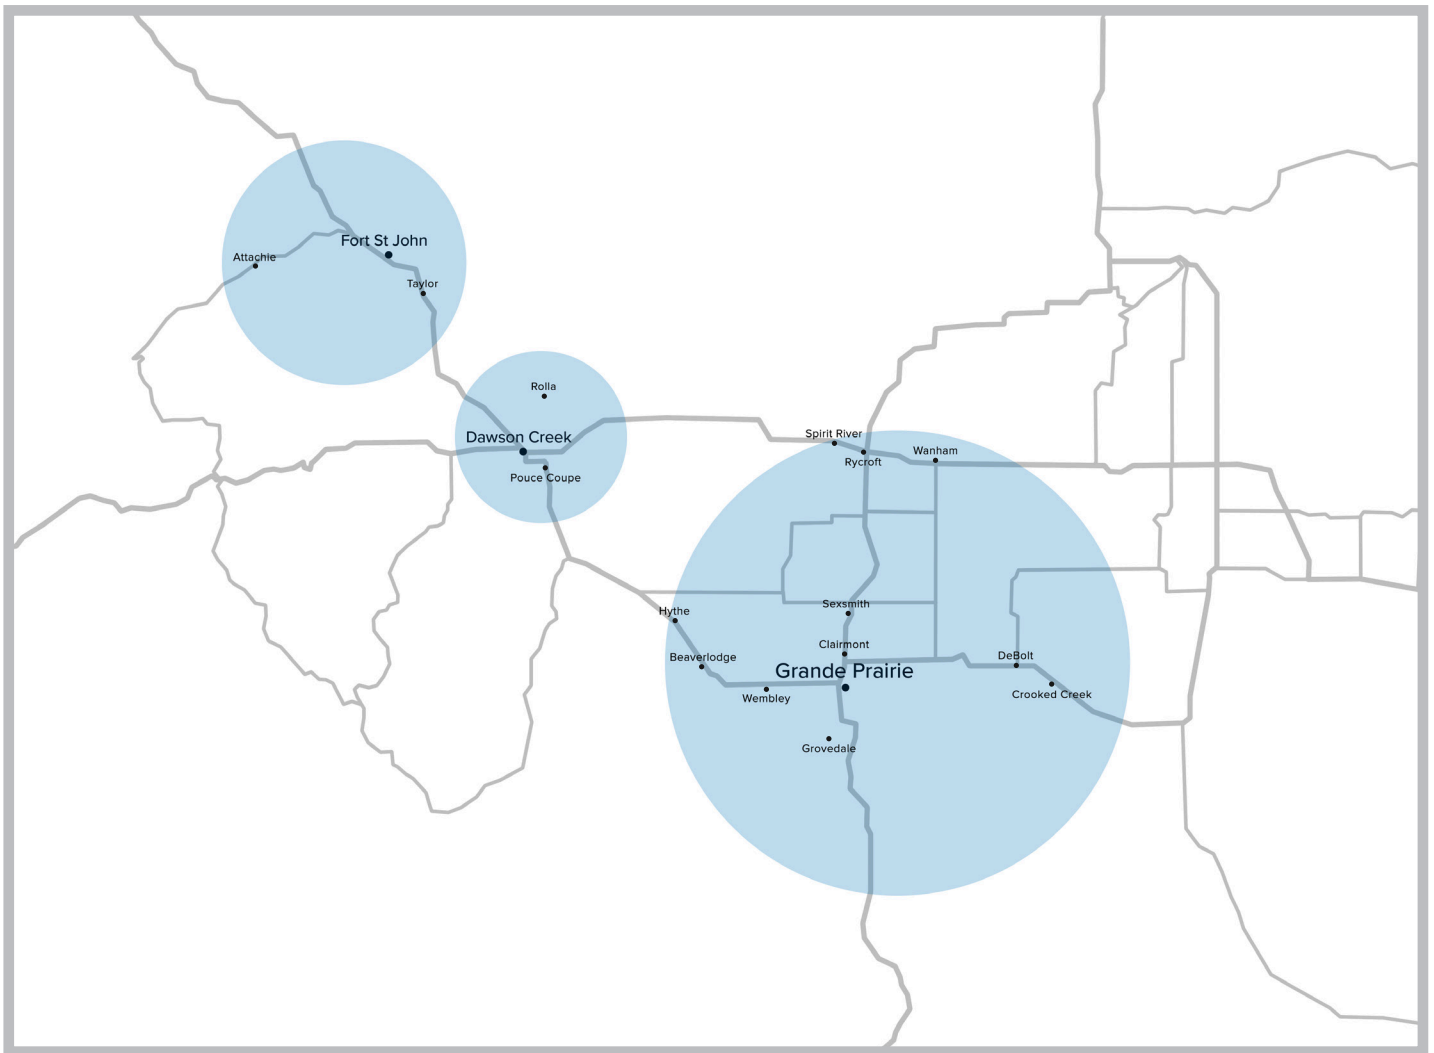 Fort St John
Attachie
Taylor
Rolla
Dawson Creek
Pouce Coupe
Spirit River
Rycroft
Wanham
Hythe
Sexsmith
Beaverlodge
Clairmont
DeBolt
Grande Prairie
Wembley
Crooked Creek
Grovedale